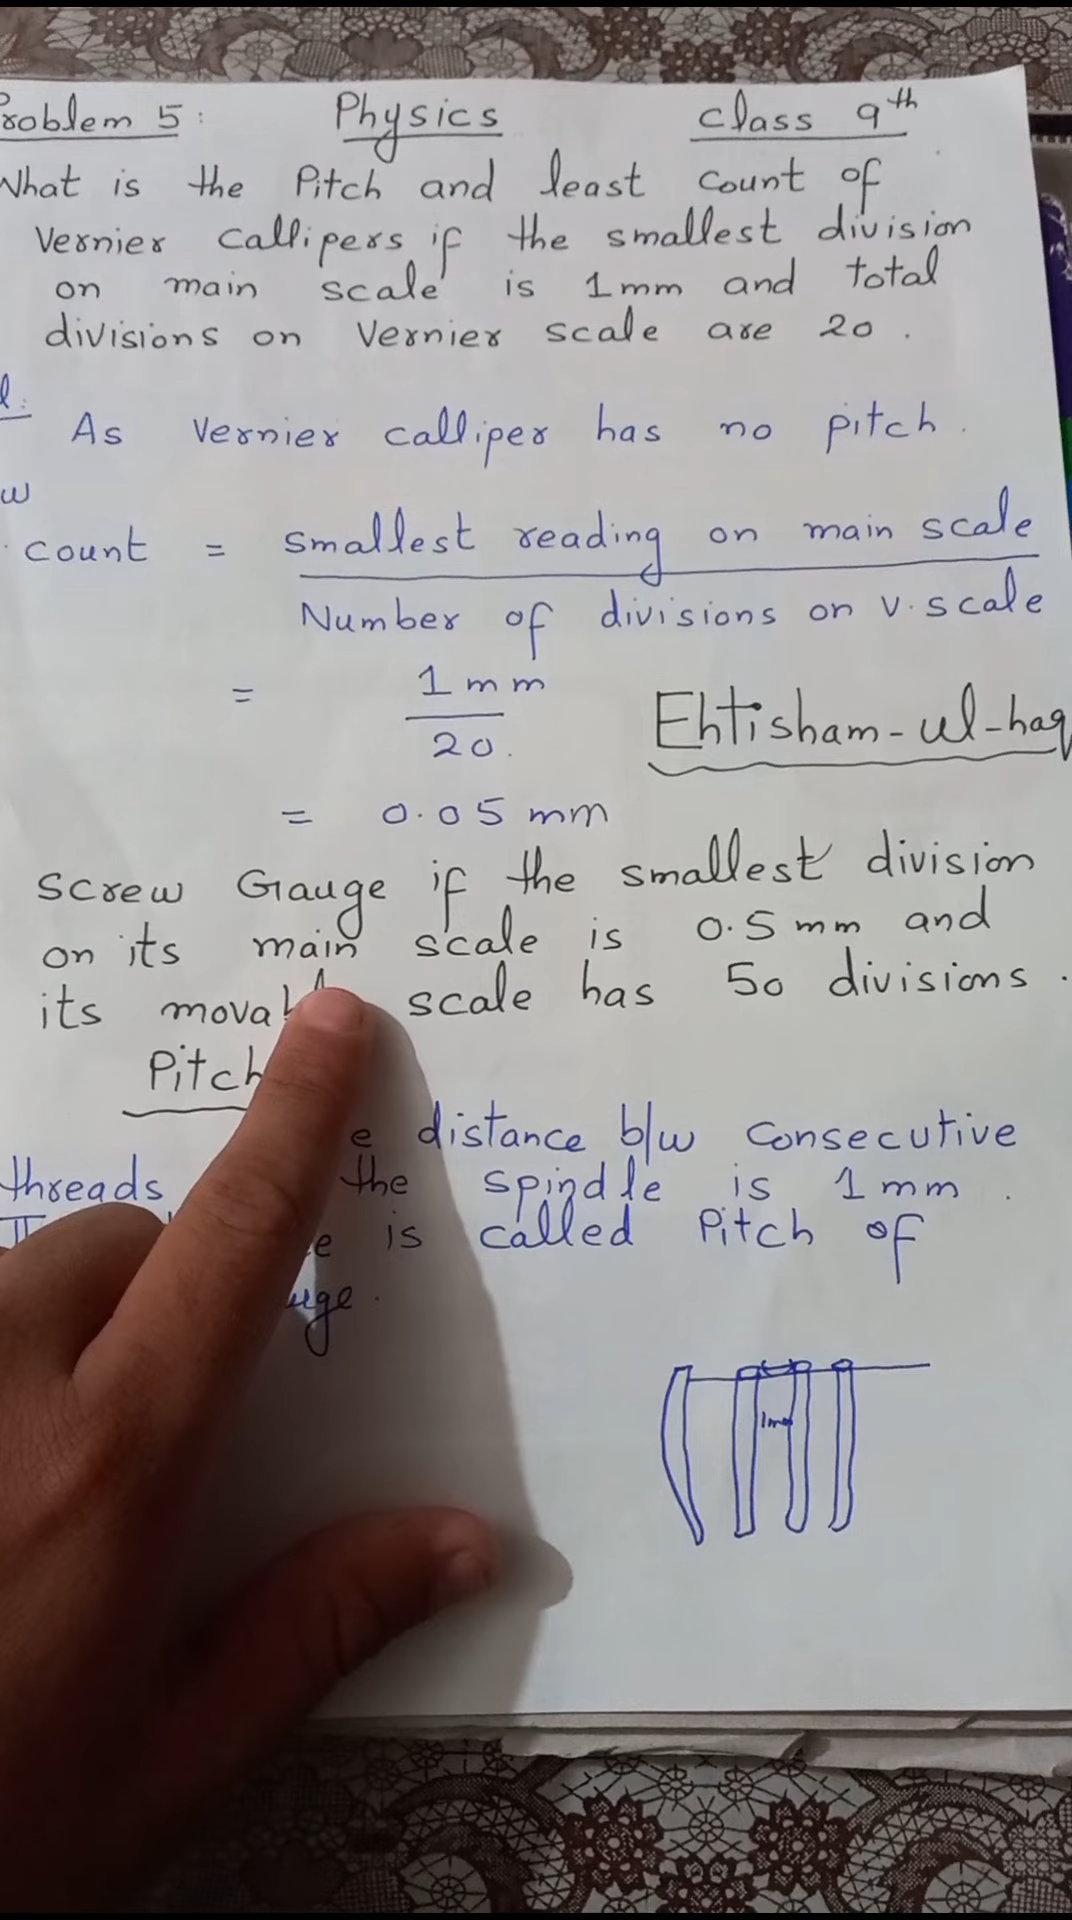 Problem 5: Physics Class 9th
What is the Pitch and least count of
Vernier Callipers if the smallest division
on main scale is 1mm and total
divisions on Vernier scale are 20.
As Vernier calliper has no pitch.
count = smallest reading on main scale
Number of divisions on v.scale
= 1mm
20.
Ehtisham-ul-haq
= 0.05 mm
Screw Gauge if the smallest division
on its main scale is 0.5mm and
its scale has 50 divisions.
Pitch
distance b/w consecutive
threads the spindle is 1mm.
is called Pitch of
1mm